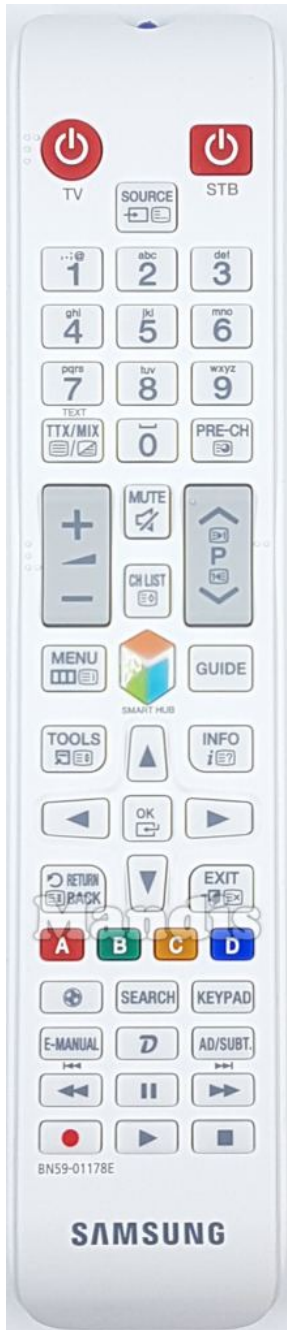 TV STB
SOURCE
.,;@ abc def
1 2 3
ghi jkl mno
4 5 6
pqrs tuv wxyz
7 8 9
TEXT
TTX/MIX 0 PRE-CH
MUTE
+ P
CH LIST
−
MENU GUIDE
SMART HUB
TOOLS INFO
i
OK
RETURN EXIT
BACK
Mandis
A B C D
SEARCH KEYPAD
E-MANUAL D AD/SUBT.
BN59-01178E
SAMSUNG